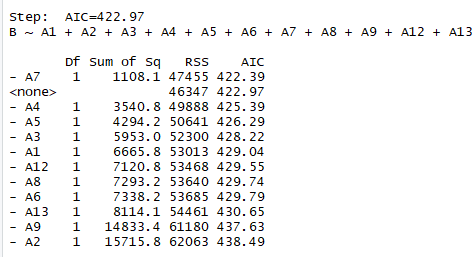 Step:  AIC=422.97
B ~ A1 + A2 + A3 + A4 + A5 + A6 + A7 + A8 + A9 + A12 + A13
Df Sum of Sq   RSS    AIC
- A7    1    1108.1 47455 422.39
<none>              46347 422.97
- A4    1    3540.8 49888 425.39
- A5    1    4294.2 50641 426.29
- A3    1    5953.0 52300 428.22
- A1    1    6665.8 53013 429.04
- A12   1    7120.8 53468 429.55
- A8    1    7293.2 53640 429.74
- A6    1    7338.2 53685 429.79
- A13   1    8114.1 54461 430.65
- A9    1   14833.4 61180 437.63
- A2    1   15715.8 62063 438.49